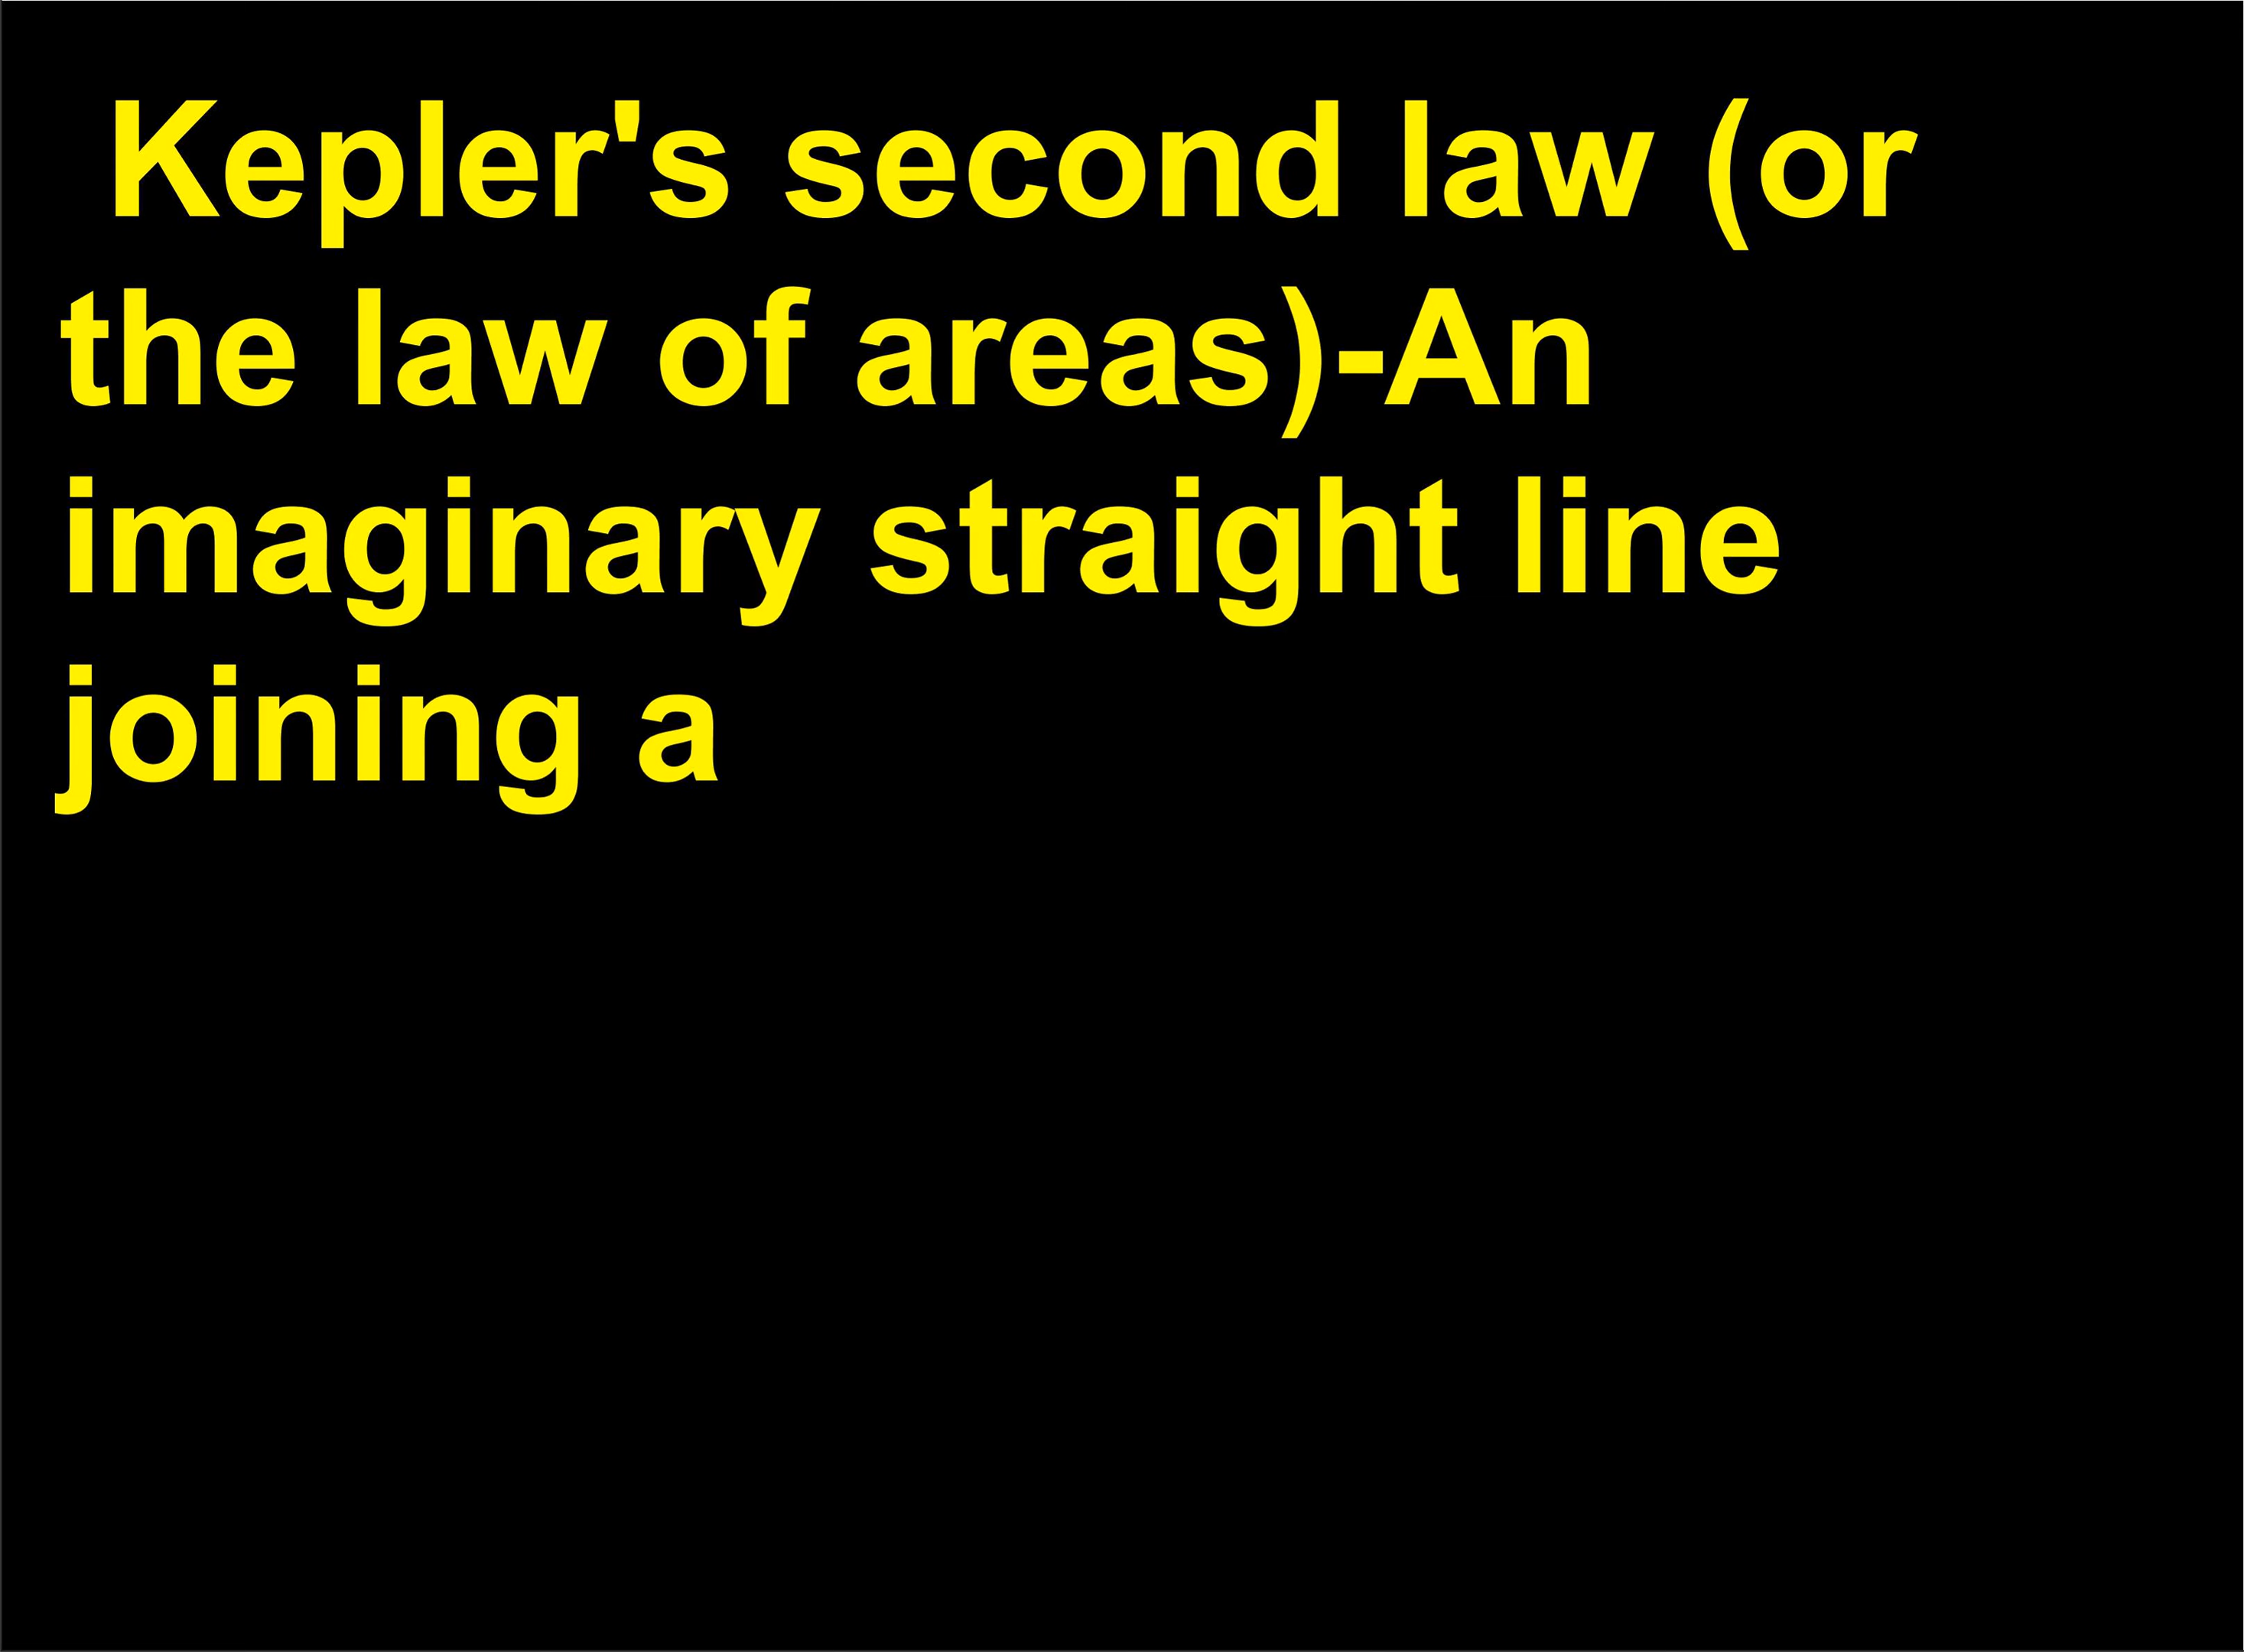 Kepler's second law (or
the law of areas)-An
imaginary straight line
joining a